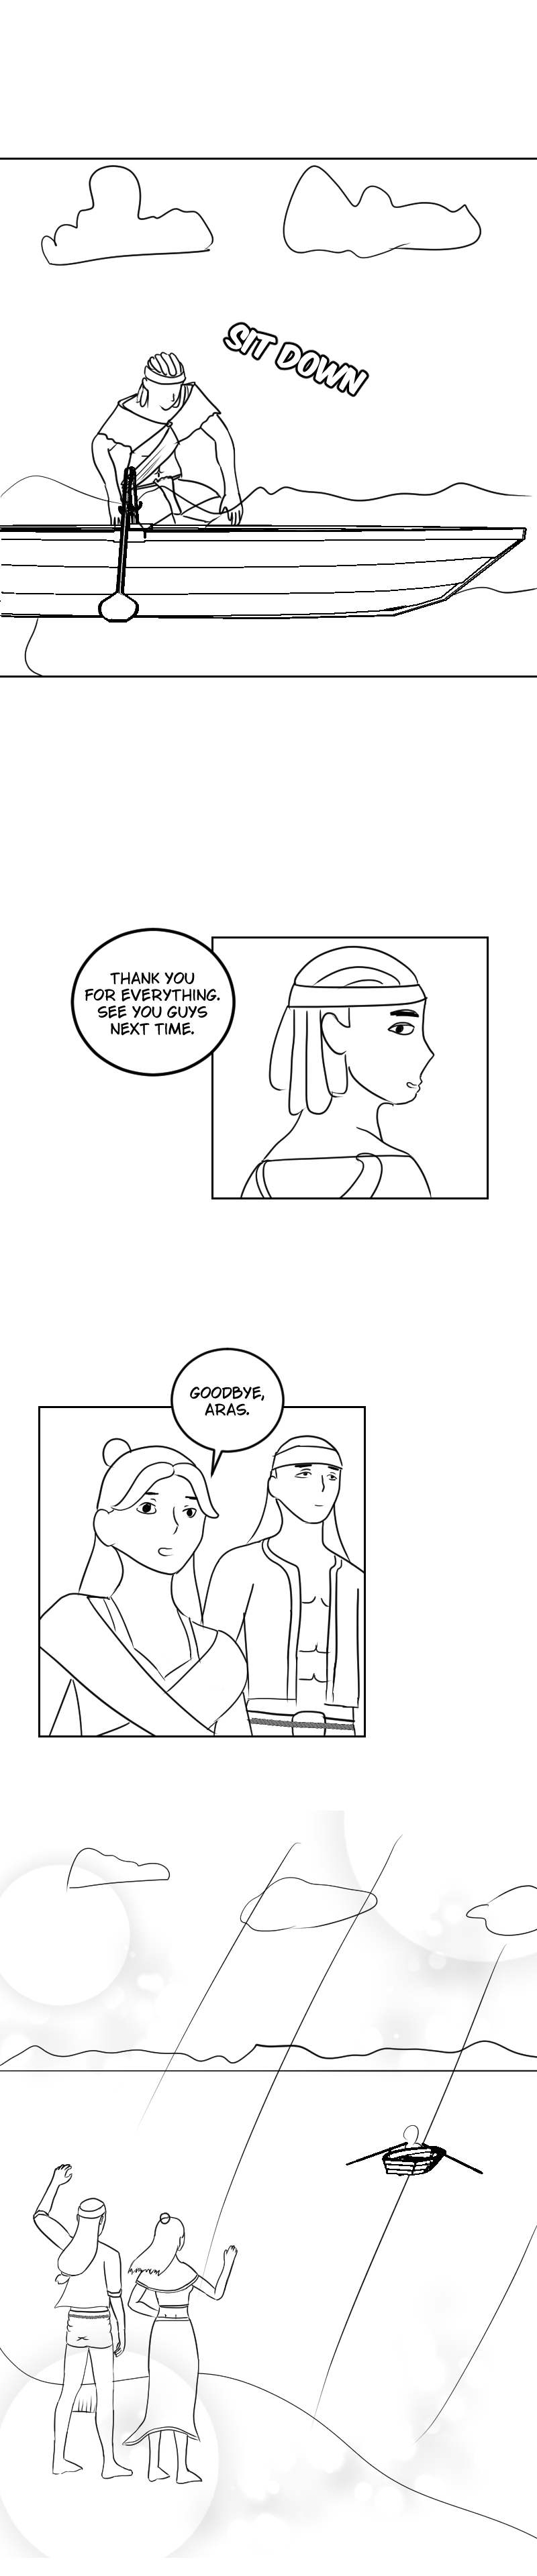 SIT DOWN
THANK YOU
FOR EVERYTHING.
SEE YOU GUYS
NEXT TIME.
GOODBYE,
ARAS.